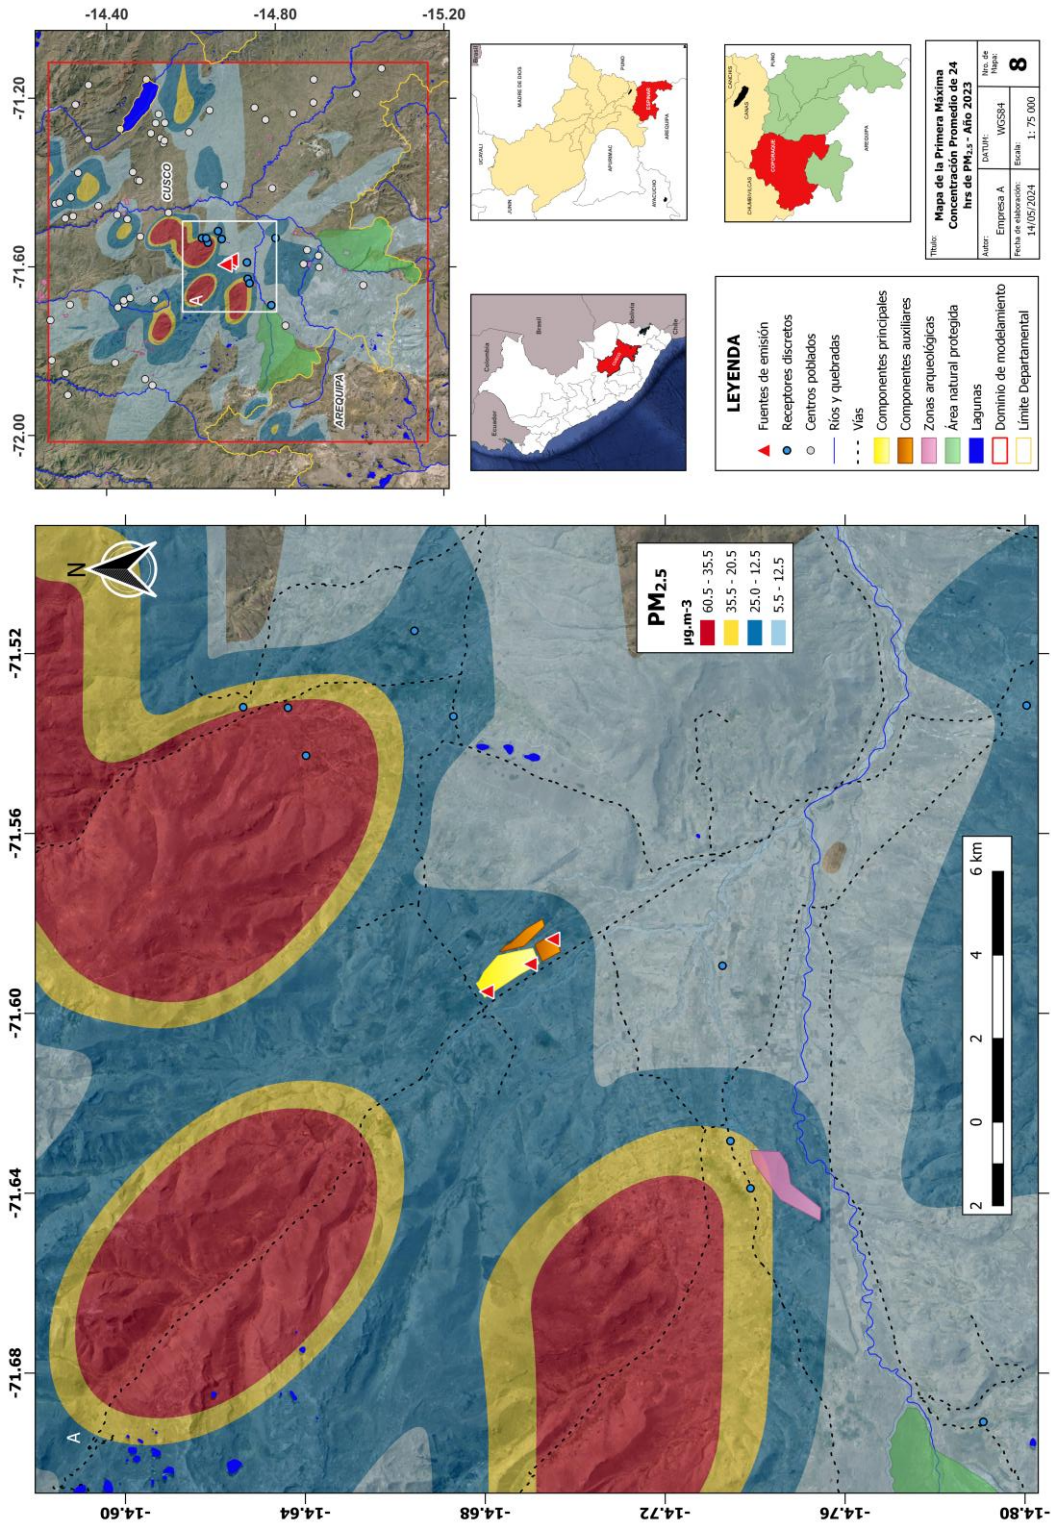 -71.68
-71.64
-71.60
-71.56
-71.52
-14.60
-14.64
-14.68
-14.72
-14.76
-14.80
A
N
PM2.5
µg.m-3
60.5 - 35.5
35.5 - 20.5
25.0 - 12.5
5.5 - 12.5
2 0 2 4 6 km
-72.00
-71.60
-71.20
-14.40
-14.80
-15.20
A
CUSCO
AREQUIPA
Colombia
Ecuador
Brasil
Bolivia
Chile
UCAYALI
JUNIN
MADRE DE DIOS
APURIMAC
AYACUCHO
AREQUIPA
PUNO
ESPINAR
CHUMBIVILCAS
CANAS
CANCHIS
PUNO
COPORAQUE
AREQUIPA
LEYENDA
Fuentes de emisión
Receptores discretos
Centros poblados
Ríos y quebradas
Vías
Componentes principales
Componentes auxiliares
Zonas arqueológicas
Área natural protegida
Lagunas
Dominio de modelamiento
Límite Departamental
Título:
Mapa de la Primera Máxima
Concentración Promedio de 24
hrs de PM2.5 - Año 2023
Autor:
Empresa A
DATUM:
WGS84
Nro. de
Mapa:
8
Fecha de elaboración:
14/05/2024
Escala:
1: 75 000